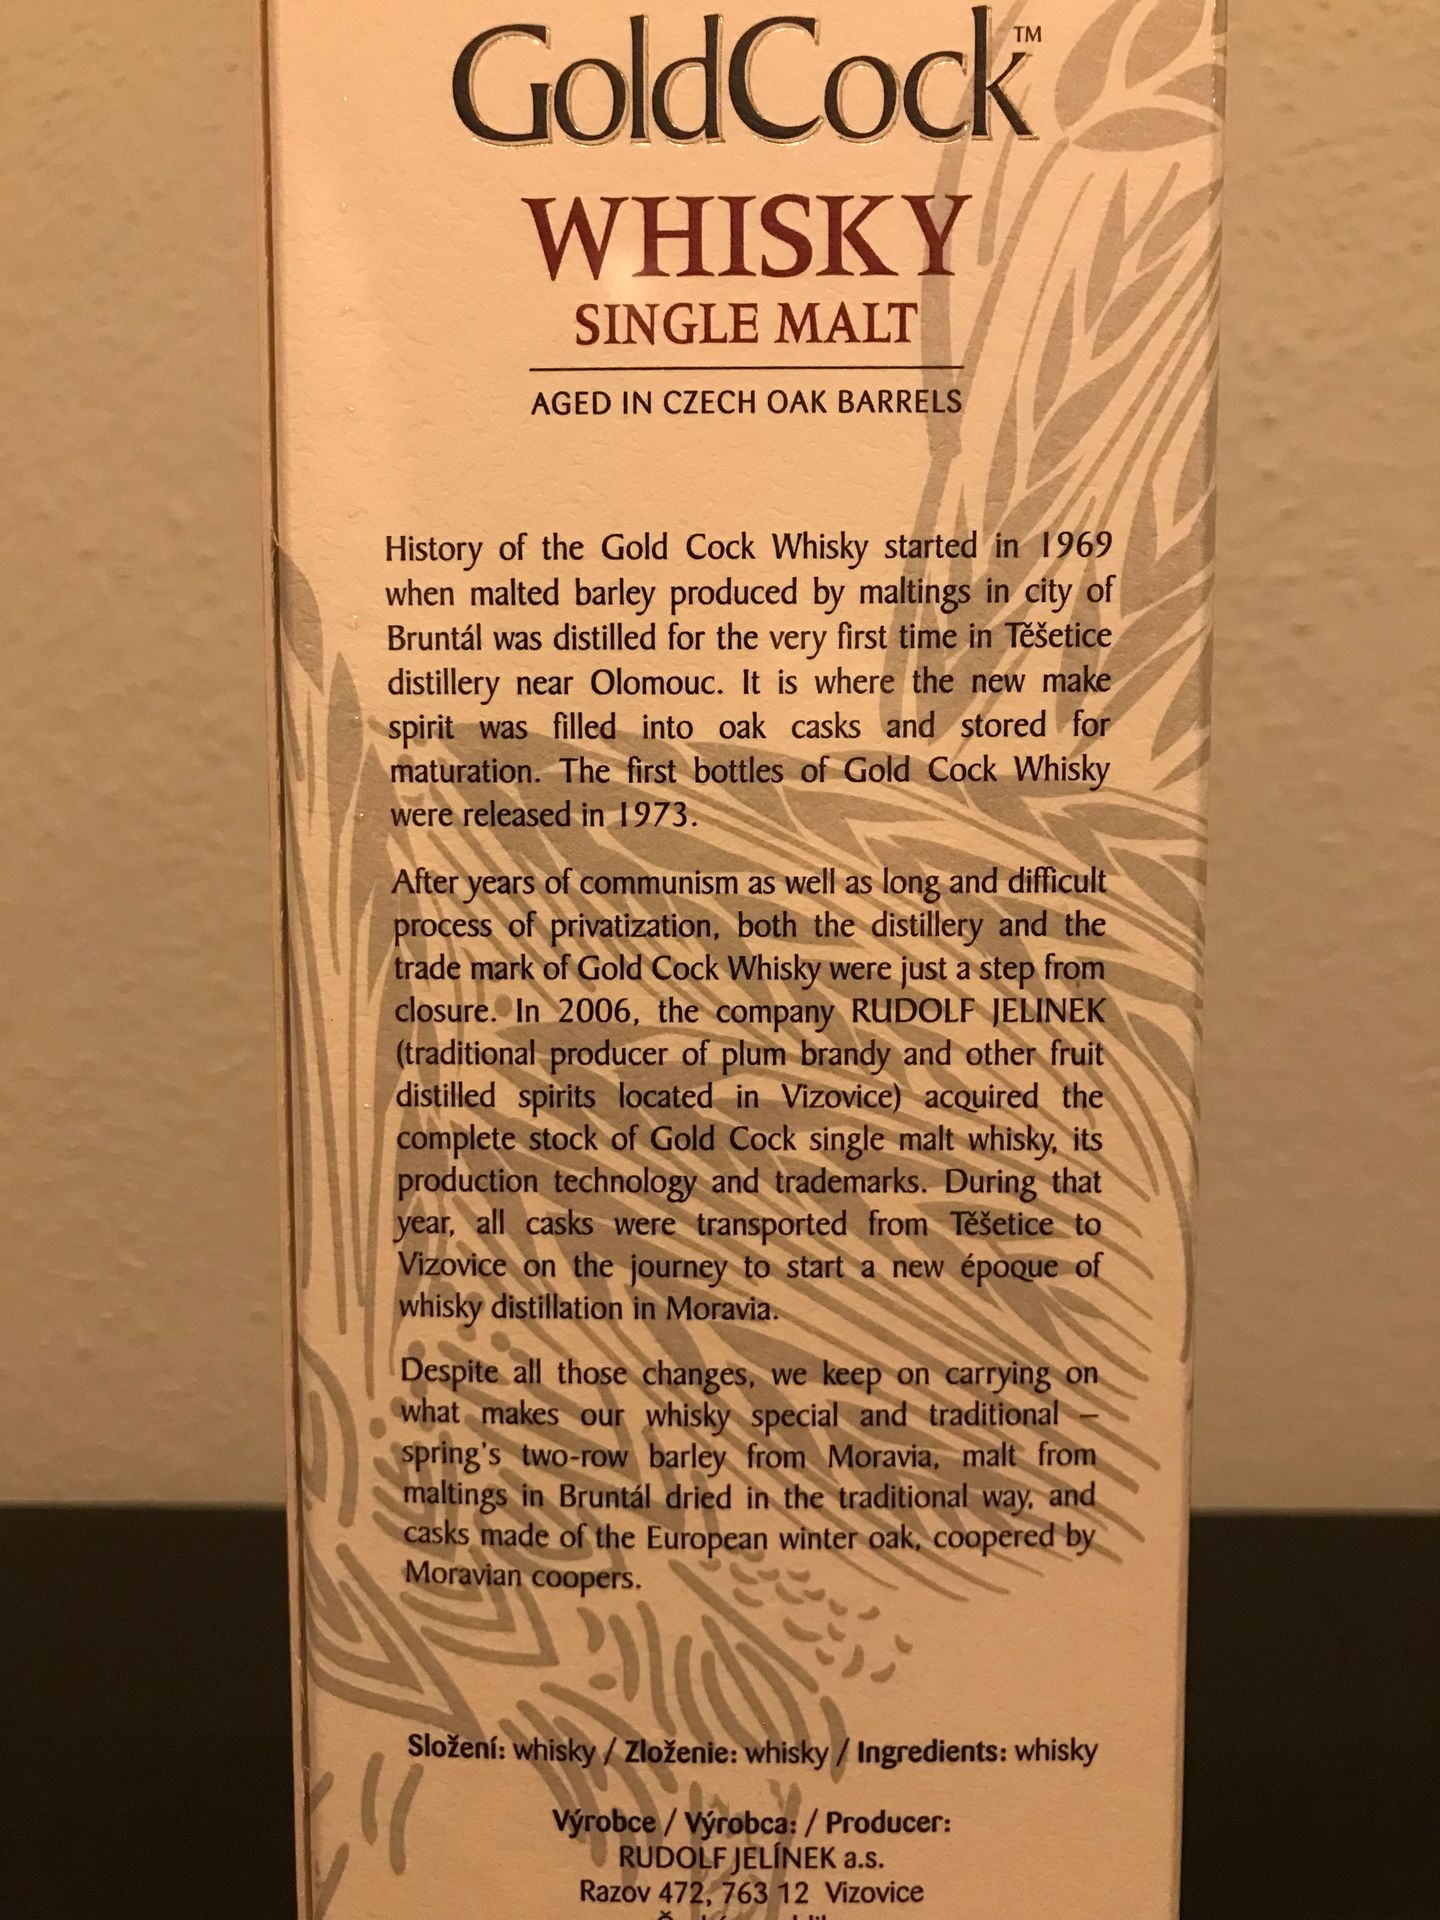 GoldCock™
WHISKY
SINGLE MALT
AGED IN CZECH OAK BARRELS
History of the Gold Cock Whisky started in 1969
when malted barley produced by maltings in city of
Bruntál was distilled for the very first time in Těšetice
distillery near Olomouc. It is where the new make
spirit was filled into oak casks and stored for
maturation. The first bottles of Gold Cock Whisky
were released in 1973.
After years of communism as well as long and difficult
process of privatization, both the distillery and the
trade mark of Gold Cock Whisky were just a step from
closure. In 2006, the company RUDOLF JELINEK
(traditional producer of plum brandy and other fruit
distilled spirits located in Vizovice) acquired the
complete stock of Gold Cock single malt whisky, its
production technology and trademarks. During that
year, all casks were transported from Těšetice to
Vizovice on the journey to start a new époque of
whisky distillation in Moravia.
Despite all those changes, we keep on carrying on
what makes our whisky special and traditional –
spring's two-row barley from Moravia, malt from
maltings in Bruntál dried in the traditional way, and
casks made of the European winter oak, coopered by
Moravian coopers.
Složení: whisky / Zloženie: whisky / Ingredients: whisky
Výrobce / Výrobca: / Producer:
RUDOLF JELÍNEK a.s.
Razov 472, 763 12 Vizovice